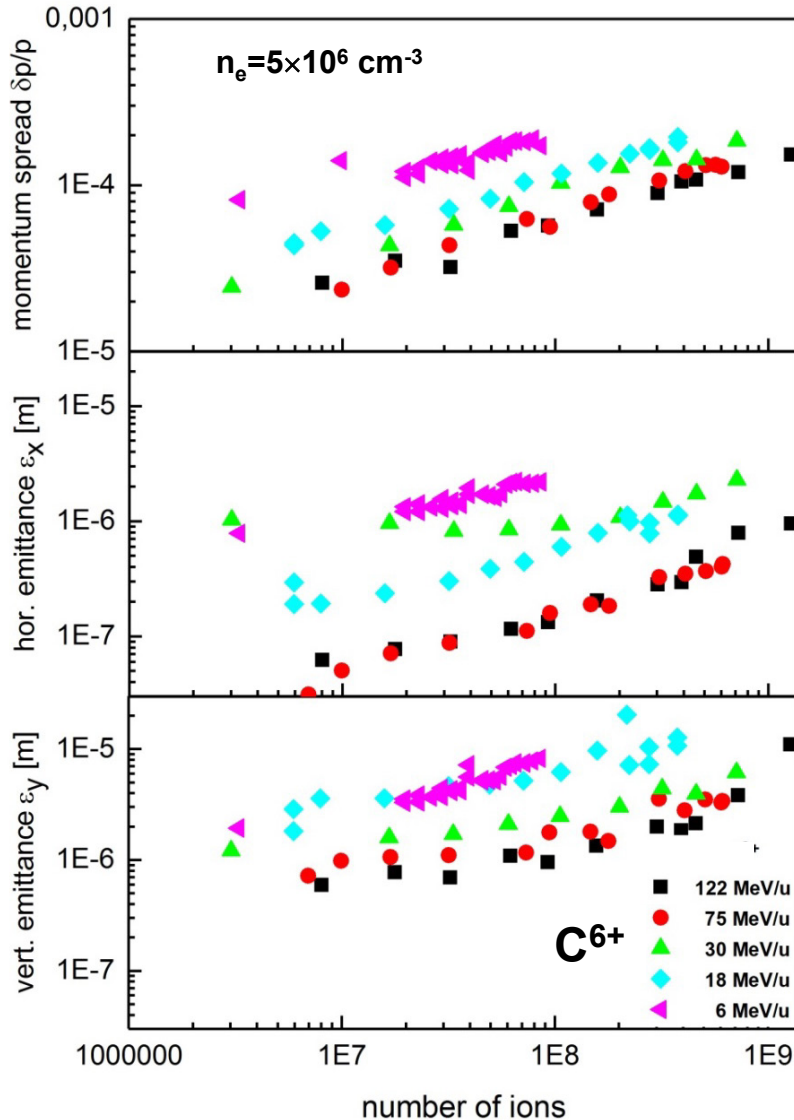 0,001
nₑ=5×10⁶ cm⁻³
momentum spread δp/p
1E-4
1E-5
1E-5
hor. emittance εₓ [m]
1E-6
1E-7
1E-5
vert. emittance ε_y [m]
1E-6
1E-7
122 MeV/u
75 MeV/u
C⁶⁺
30 MeV/u
18 MeV/u
6 MeV/u
1000000 1E7 1E8 1E9
number of ions